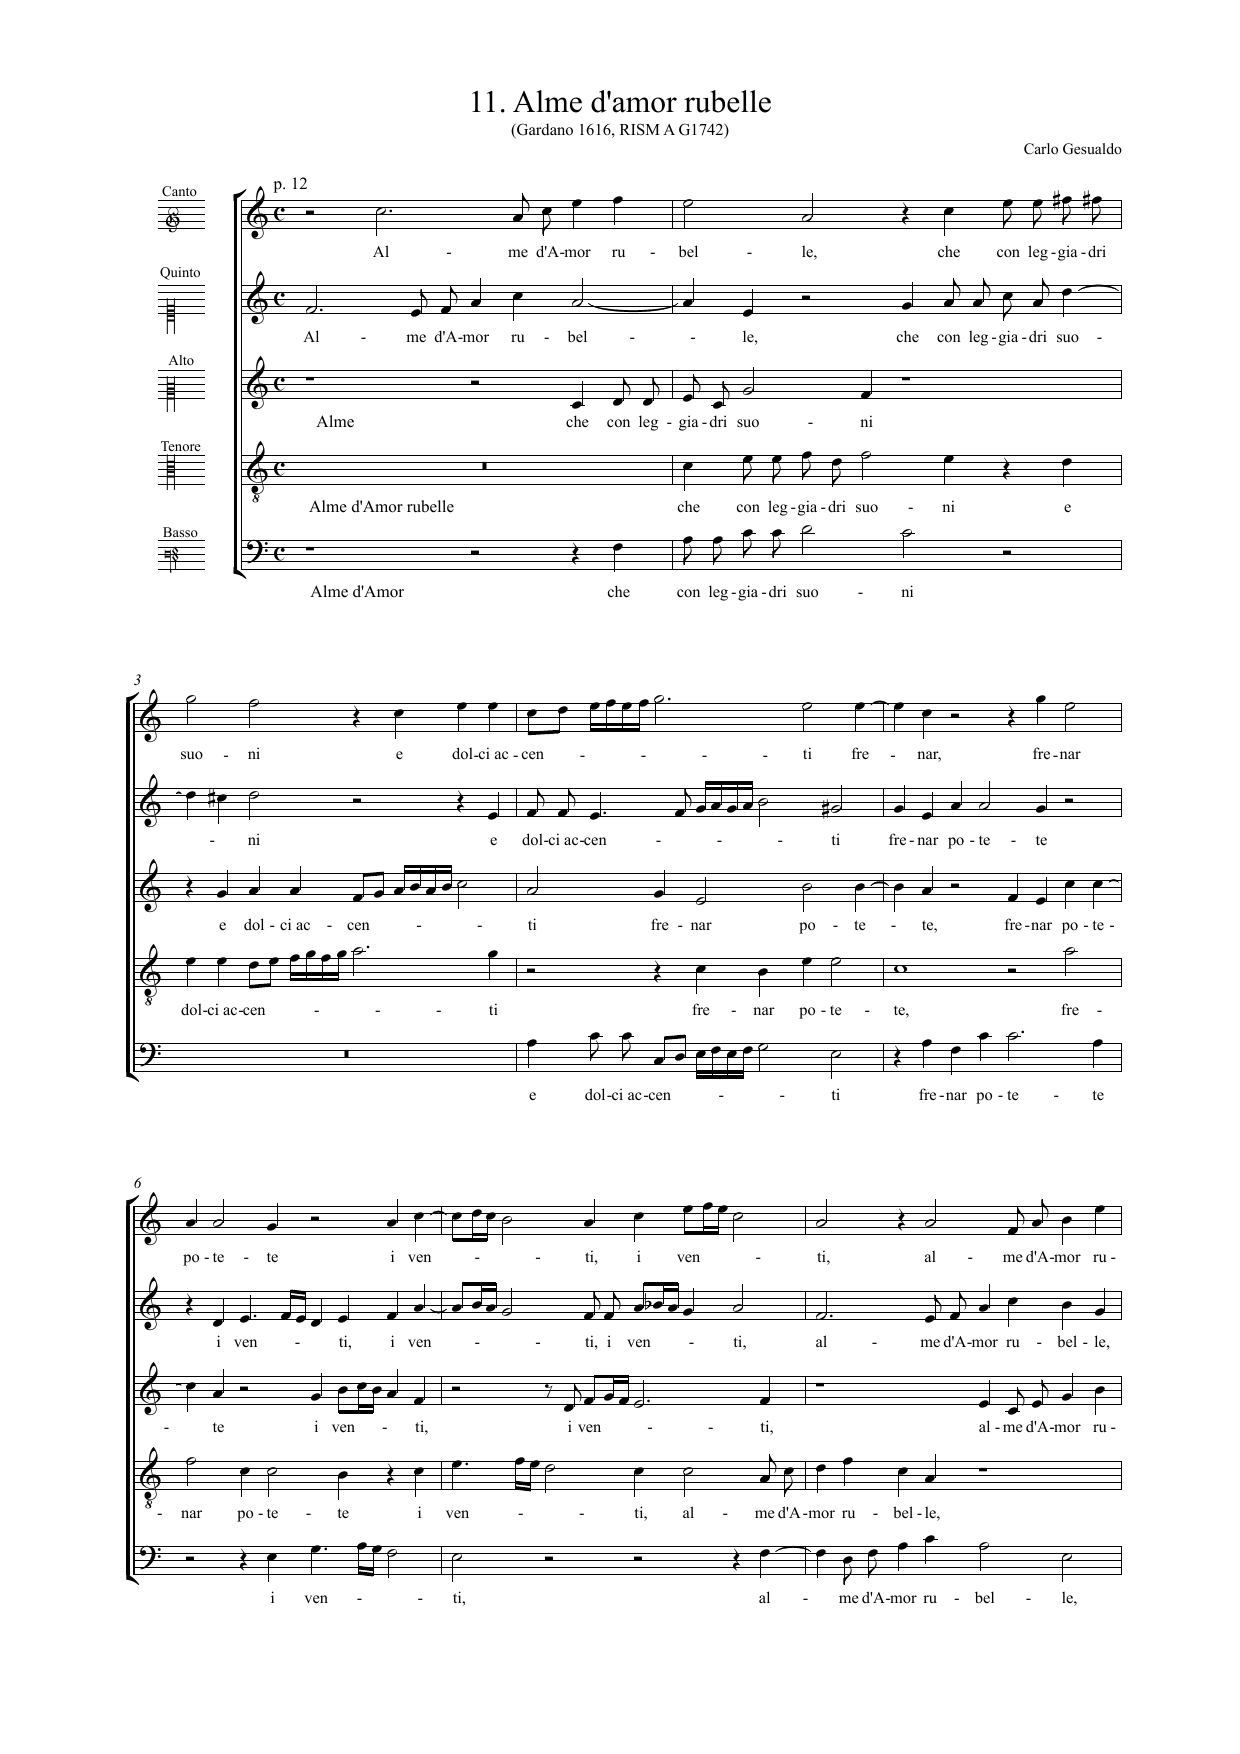 11. Alme d'amor rubelle
(Gardano 1616, RISM A G1742)
Carlo Gesualdo
p. 12
Canto
Al - me d'A-mor ru - bel - le, che con leg-gia-dri
Quinto
Al - me d'A-mor ru - bel - - le, che con leg-gia-dri suo -
Alto
Alme che con leg - gia-dri suo - ni
Tenore
8
Alme d'Amor rubelle che con leg-gia-dri suo - ni e
Basso
Alme d'Amor che con leg-gia-dri suo - ni
3
suo - ni e dol-ci ac-cen - - - - ti fre - nar, fre-nar
- ni e dol-ci ac-cen - - - ti fre-nar po-te - te
e dol-ci ac - cen - - - ti fre - nar po - te - te, fre-nar po-te-
8
dol-ci ac-cen - - - - ti fre - nar po-te - te, fre -
e dol-ci ac-cen - - - ti fre-nar po-te - te
6
po-te - te i ven - - - ti, i ven - - ti, al - me d'A-mor ru-
i ven - ti, i ven - - - ti, i ven - ti, al - me d'A-mor ru - bel - le,
- te i ven - ti, i ven - - ti, al-me d'A-mor ru-
8
- nar po-te - te i ven - - ti, al - me d'A-mor ru - bel-le,
i ven - - ti, al - me d'A-mor ru - bel - le,